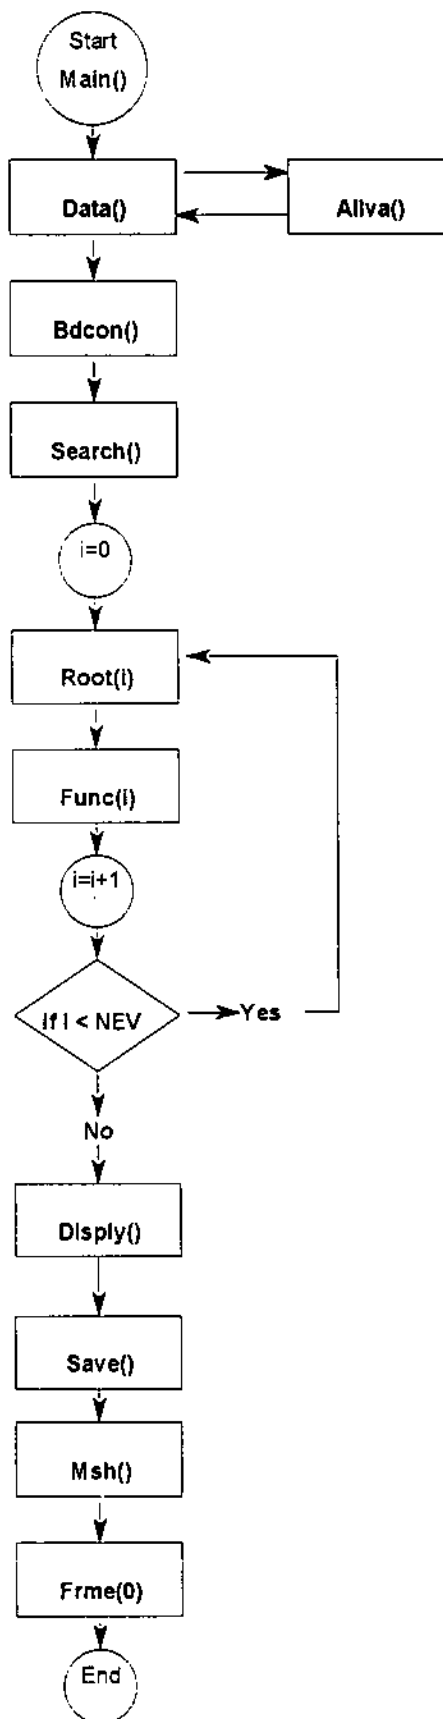 Start
Main()
Data()
Allva()
Bdcon()
Search()
i=0
Root(i)
Func(i)
i=i+1
If i < NEV
Yes
No
Disply()
Save()
Msh()
Frme(0)
End